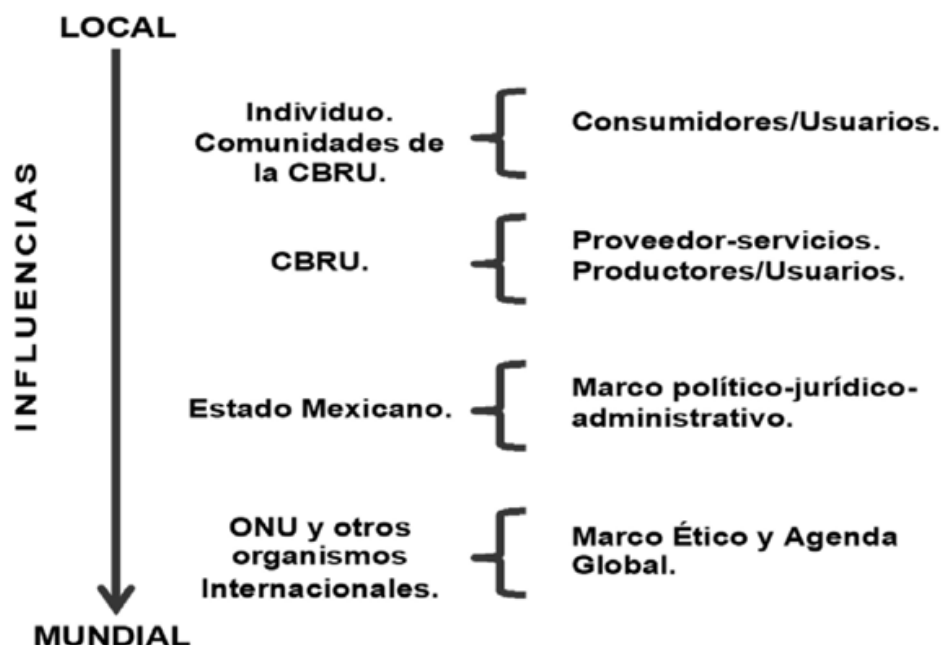 LOCAL
INFLUENCIAS
Individuo.
Comunidades de
la CBRU.
Consumidores/Usuarios.
CBRU.
Proveedor-servicios.
Productores/Usuarios.
Estado Mexicano.
Marco político-jurídico-
administrativo.
ONU y otros
organismos
Internacionales.
Marco Ético y Agenda
Global.
MUNDIAL